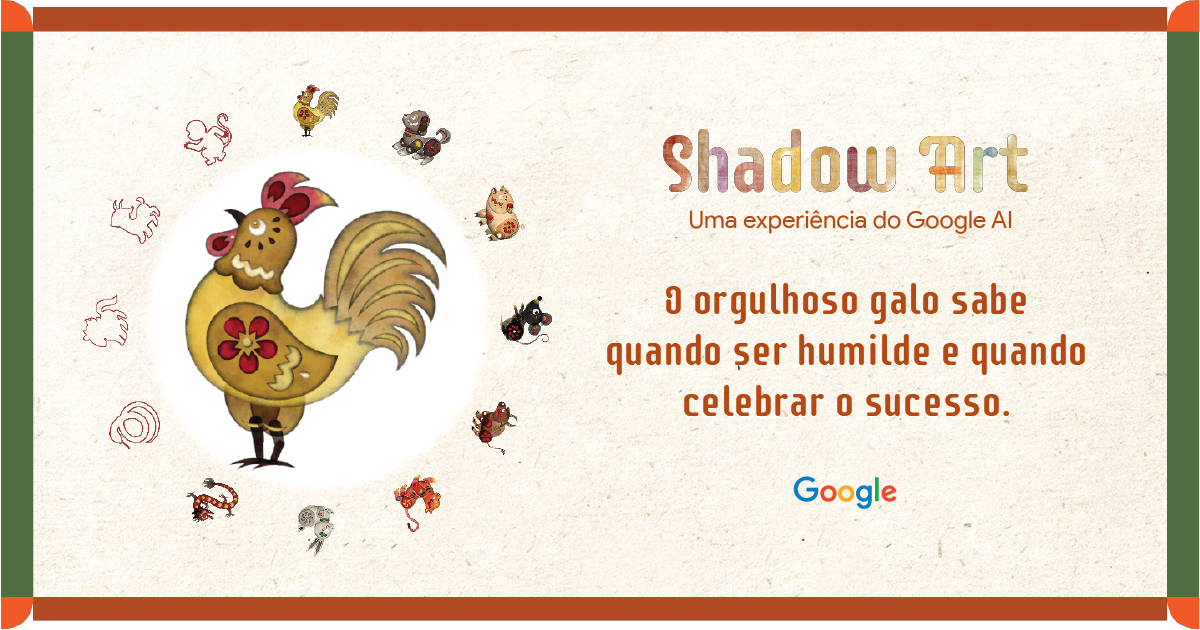 Shadow Art
Uma experiência do Google AI
O orgulhoso galo sabe
quando ser humilde e quando
celebrar o sucesso.
Google